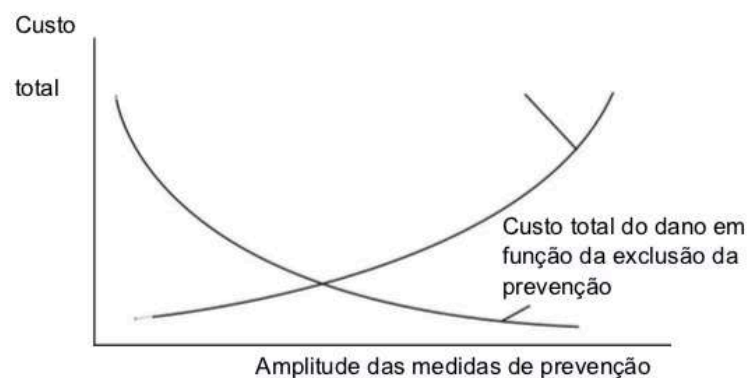 Custo
total
Custo total do dano em
função da exclusão da
prevenção
Amplitude das medidas de prevenção